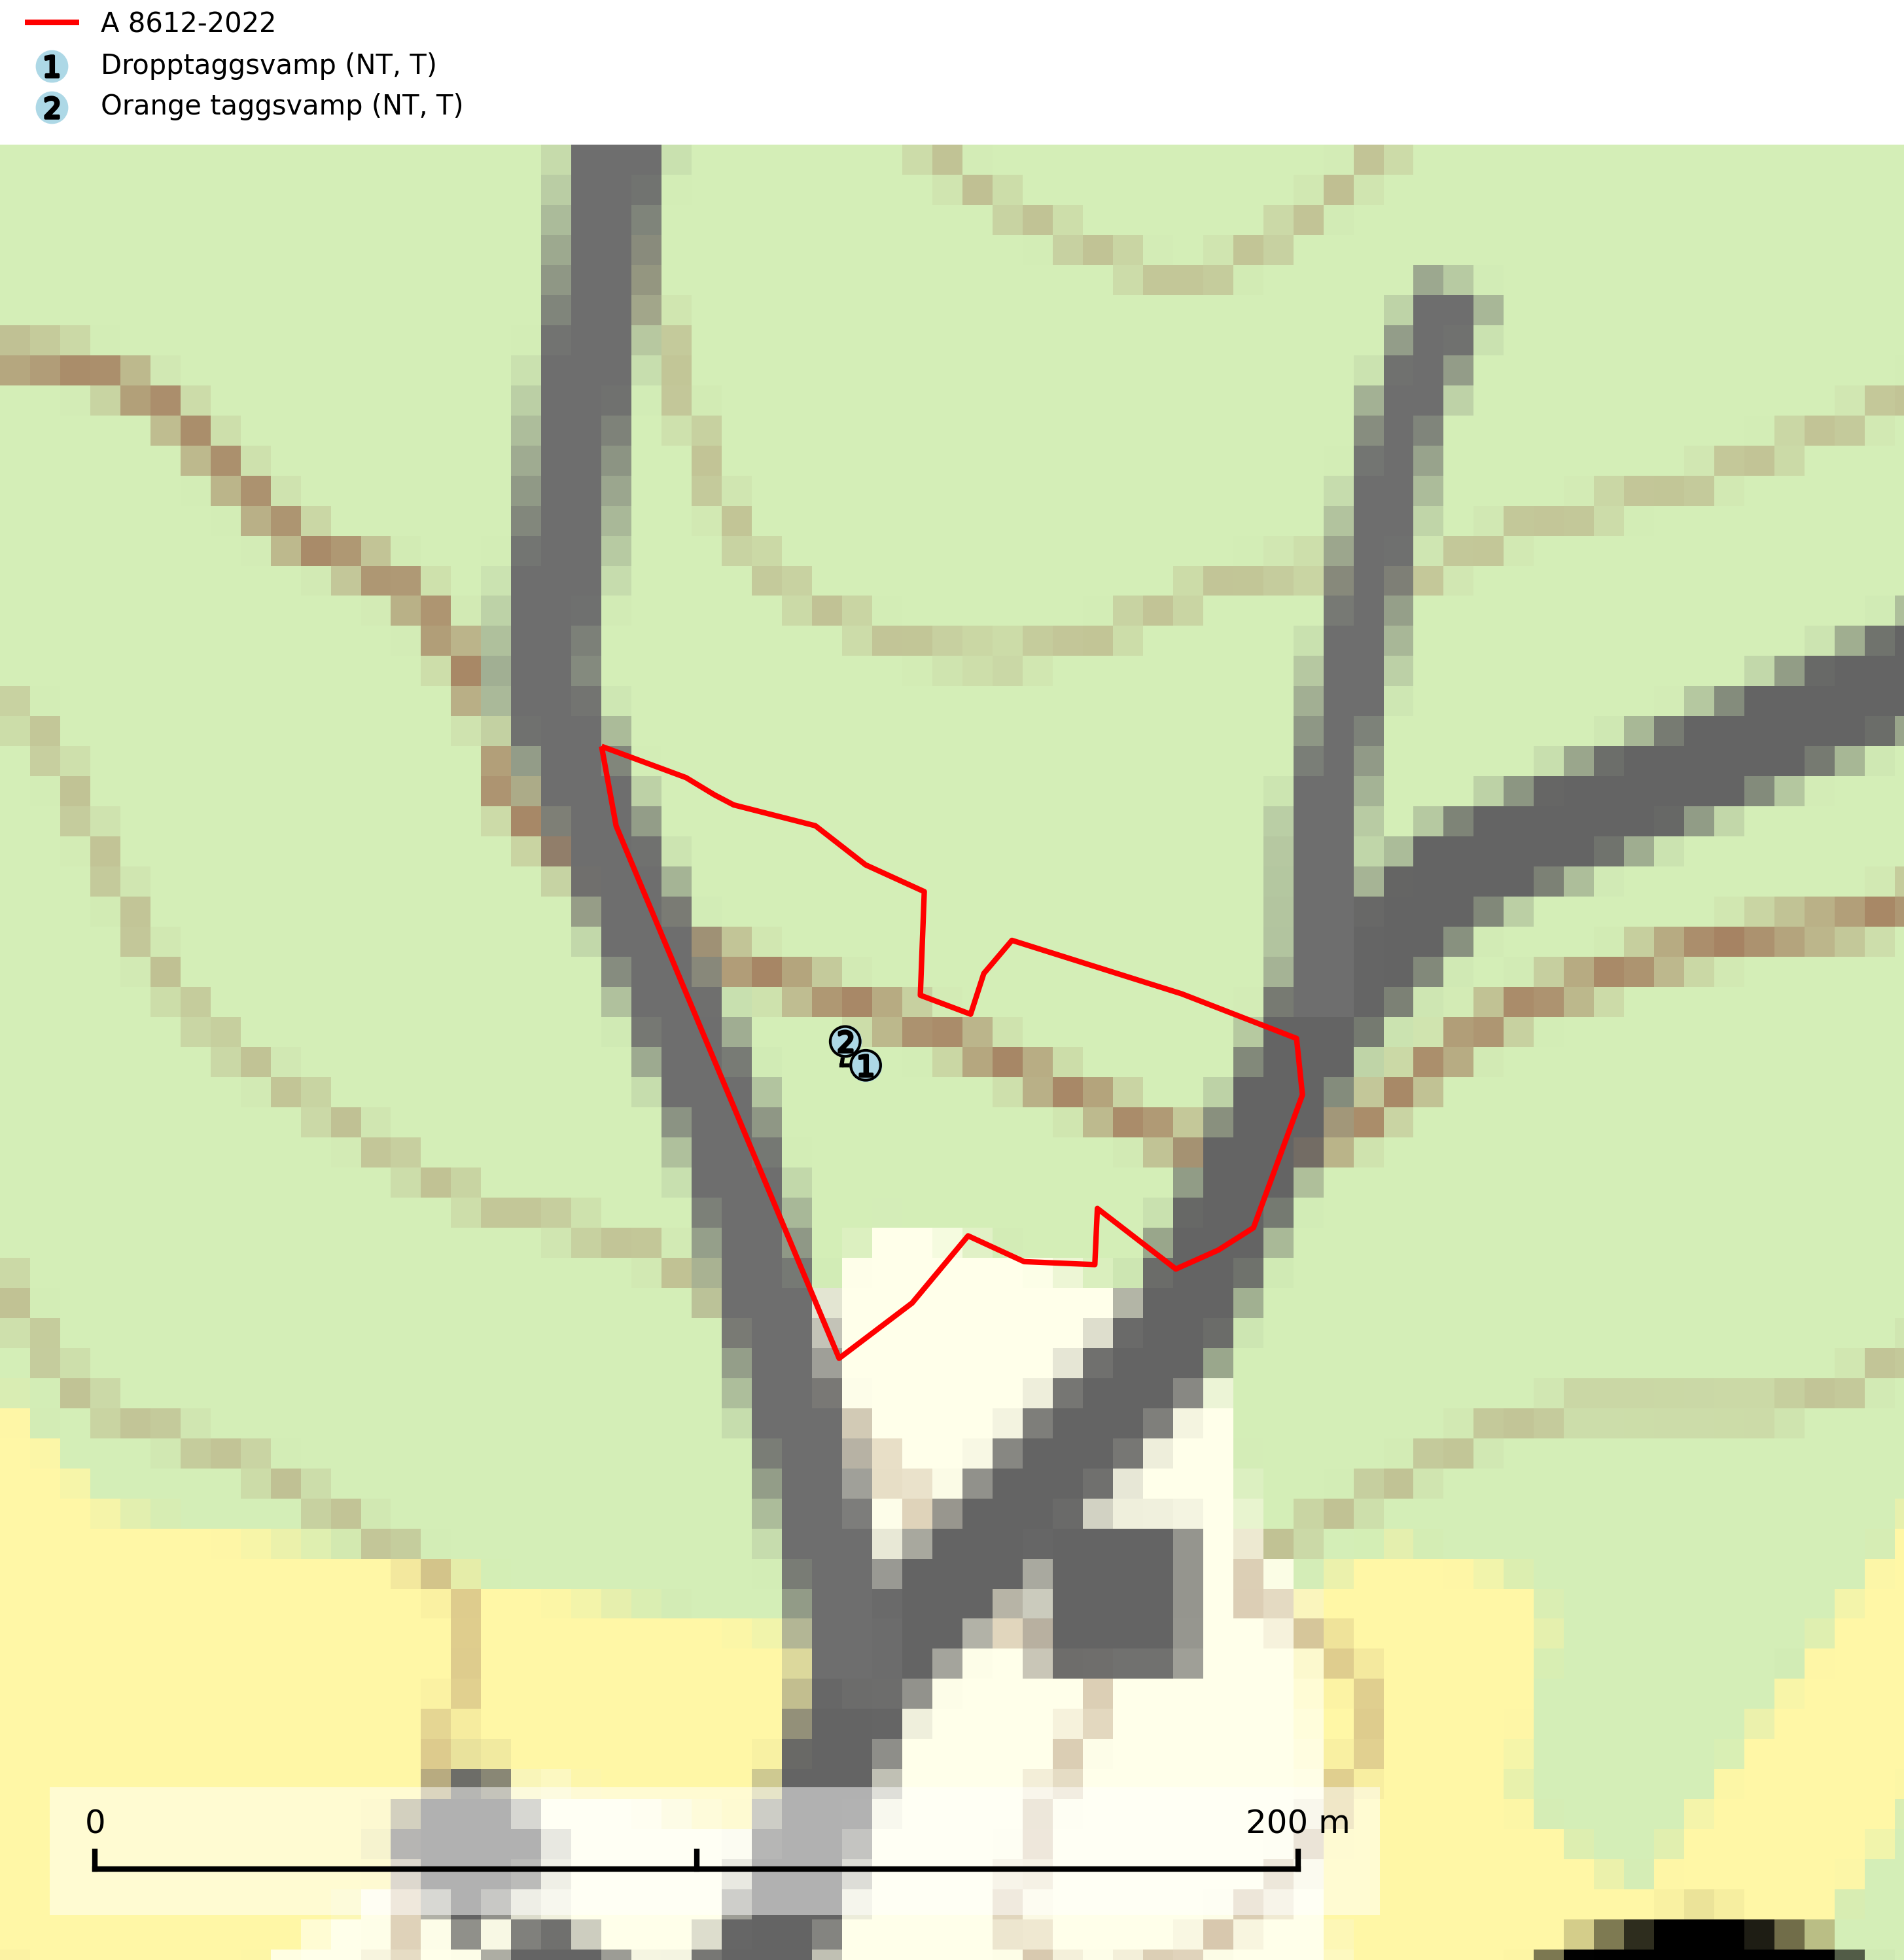 A 8612-2022
1 Dropptaggsvamp (NT, T)
2 Orange taggsvamp (NT, T)
2
1
0 200 m